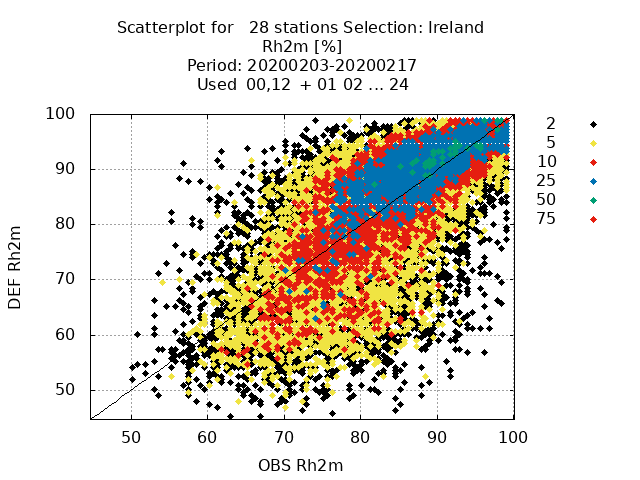 Scatterplot for   28 stations Selection: Ireland
Rh2m [%]
Period: 20200203-20200217
Used  00,12  + 01 02 ... 24
DEF Rh2m
100
90
80
70
60
50
50 60 70 80 90 100
OBS Rh2m
2
5
10
25
50
75